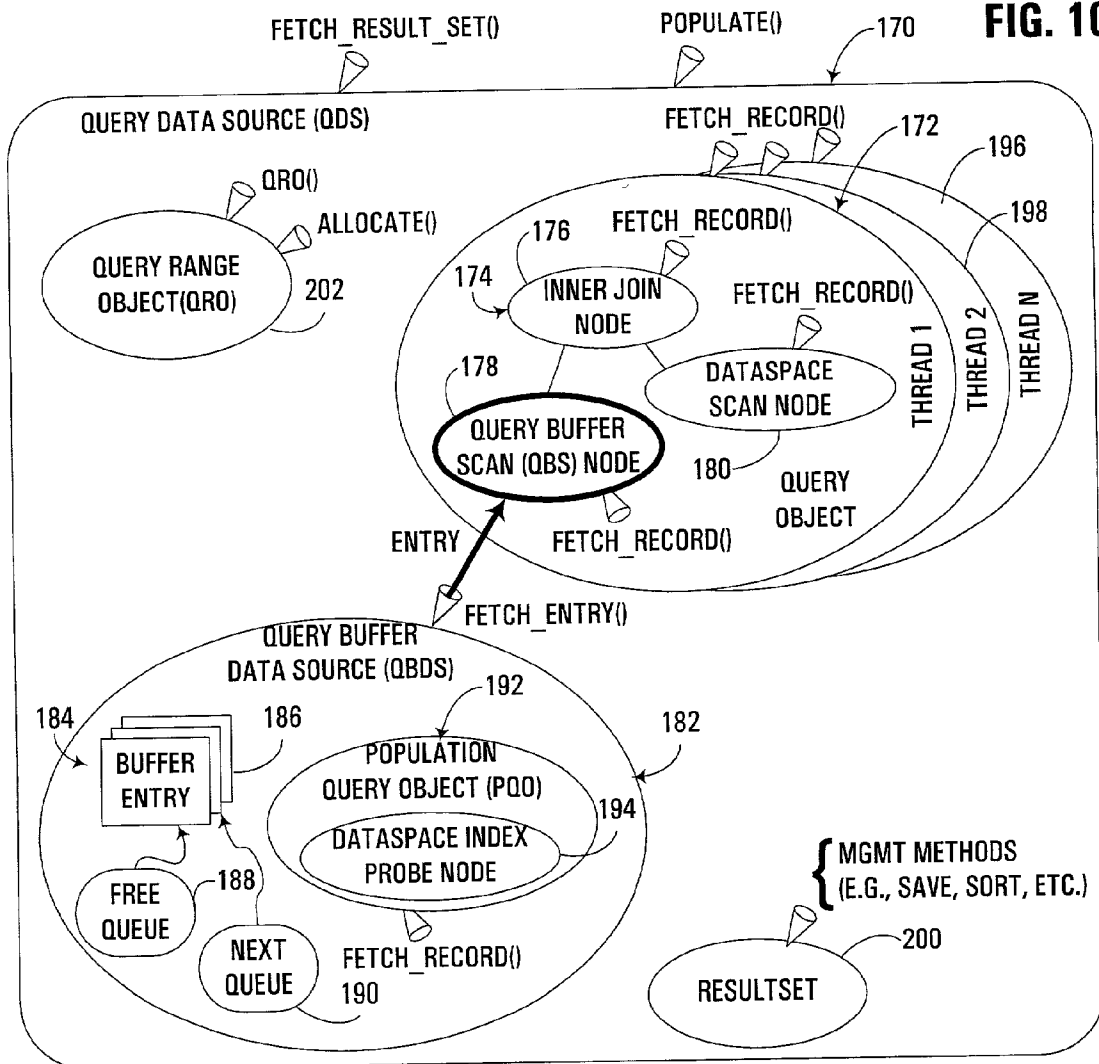 FIG. 10
FETCH_RESULT_SET()
POPULATE()
170
QUERY DATA SOURCE (QDS)
FETCH_RECORD()
172
196
198
QRO()
ALLOCATE()
QUERY RANGE
OBJECT(QRO)
202
FETCH_RECORD()
176
174
INNER JOIN
NODE
FETCH_RECORD()
DATASPACE
SCAN NODE
178
QUERY BUFFER
SCAN (QBS) NODE
180
QUERY
OBJECT
THREAD 1
THREAD 2
THREAD N
ENTRY
FETCH_RECORD()
FETCH_ENTRY()
QUERY BUFFER
DATA SOURCE (QBDS)
192
184
186
182
BUFFER
ENTRY
POPULATION
QUERY OBJECT (PQO)
194
DATASPACE INDEX
PROBE NODE
FREE
QUEUE
188
NEXT
QUEUE
190
FETCH_RECORD()
MGMT METHODS
(E.G., SAVE, SORT, ETC.)
200
RESULTSET